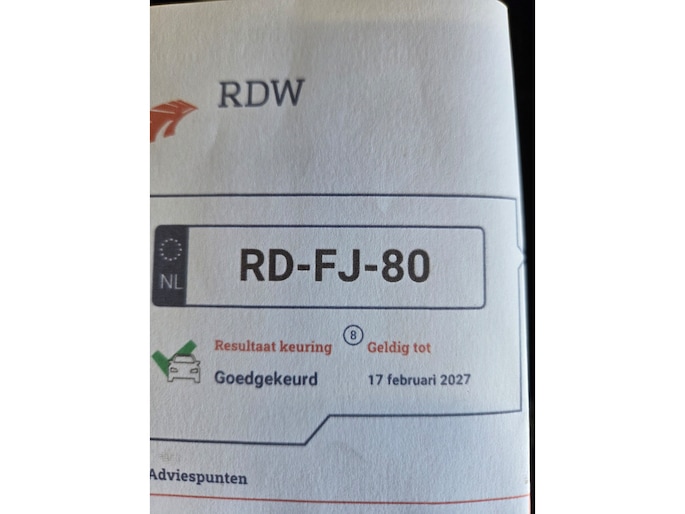 RDW
NL RD-FJ-80
Resultaat keuring 8 Geldig tot
Goedgekeurd 17 februari 2027
Adviespunten